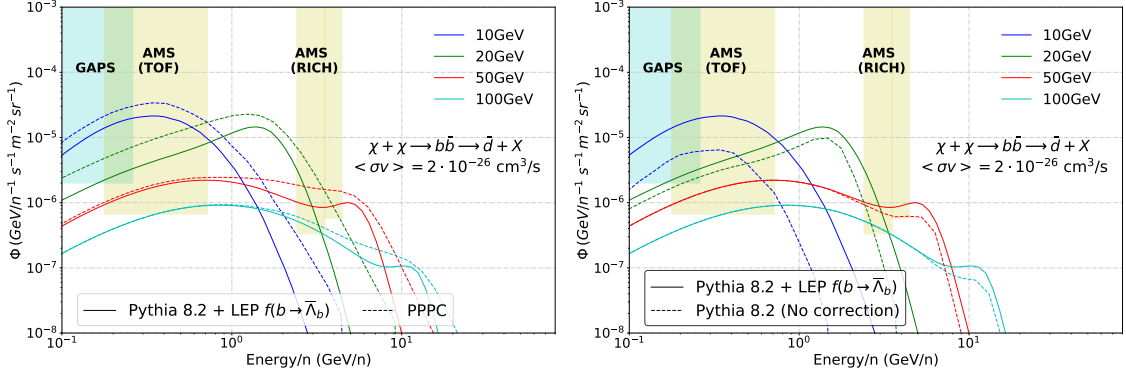 10⁻³
10⁻⁴
10⁻⁵
10⁻⁶
10⁻⁷
10⁻⁸
Φ (GeV/n⁻¹ s⁻¹ m⁻² sr⁻¹)
GAPS
AMS
(TOF)
AMS
(RICH)
10GeV
20GeV
50GeV
100GeV
χ + χ ⟶ bb̄ ⟶ d̄ + X
< σv > = 2 · 10⁻²⁶ cm³/s
Pythia 8.2 + LEP f(b → Λ̅_b)
PPPC
10⁻¹
10⁰
10¹
Energy/n (GeV/n)
10⁻³
10⁻⁴
10⁻⁵
10⁻⁶
10⁻⁷
10⁻⁸
Φ (GeV/n⁻¹ s⁻¹ m⁻² sr⁻¹)
GAPS
AMS
(TOF)
AMS
(RICH)
10GeV
20GeV
50GeV
100GeV
χ + χ ⟶ bb̄ ⟶ d̄ + X
< σv > = 2 · 10⁻²⁶ cm³/s
Pythia 8.2 + LEP f(b → Λ̅_b)
Pythia 8.2 (No correction)
10⁻¹
10⁰
10¹
Energy/n (GeV/n)